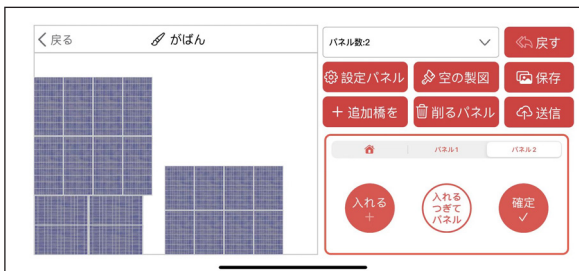 戻る
がばん
パネル数:2
戻す
設定パネル
空の製図
保存
追加橋を
削るパネル
送信
パネル1
パネル2
入れる
入れる
つぎて
パネル
確定